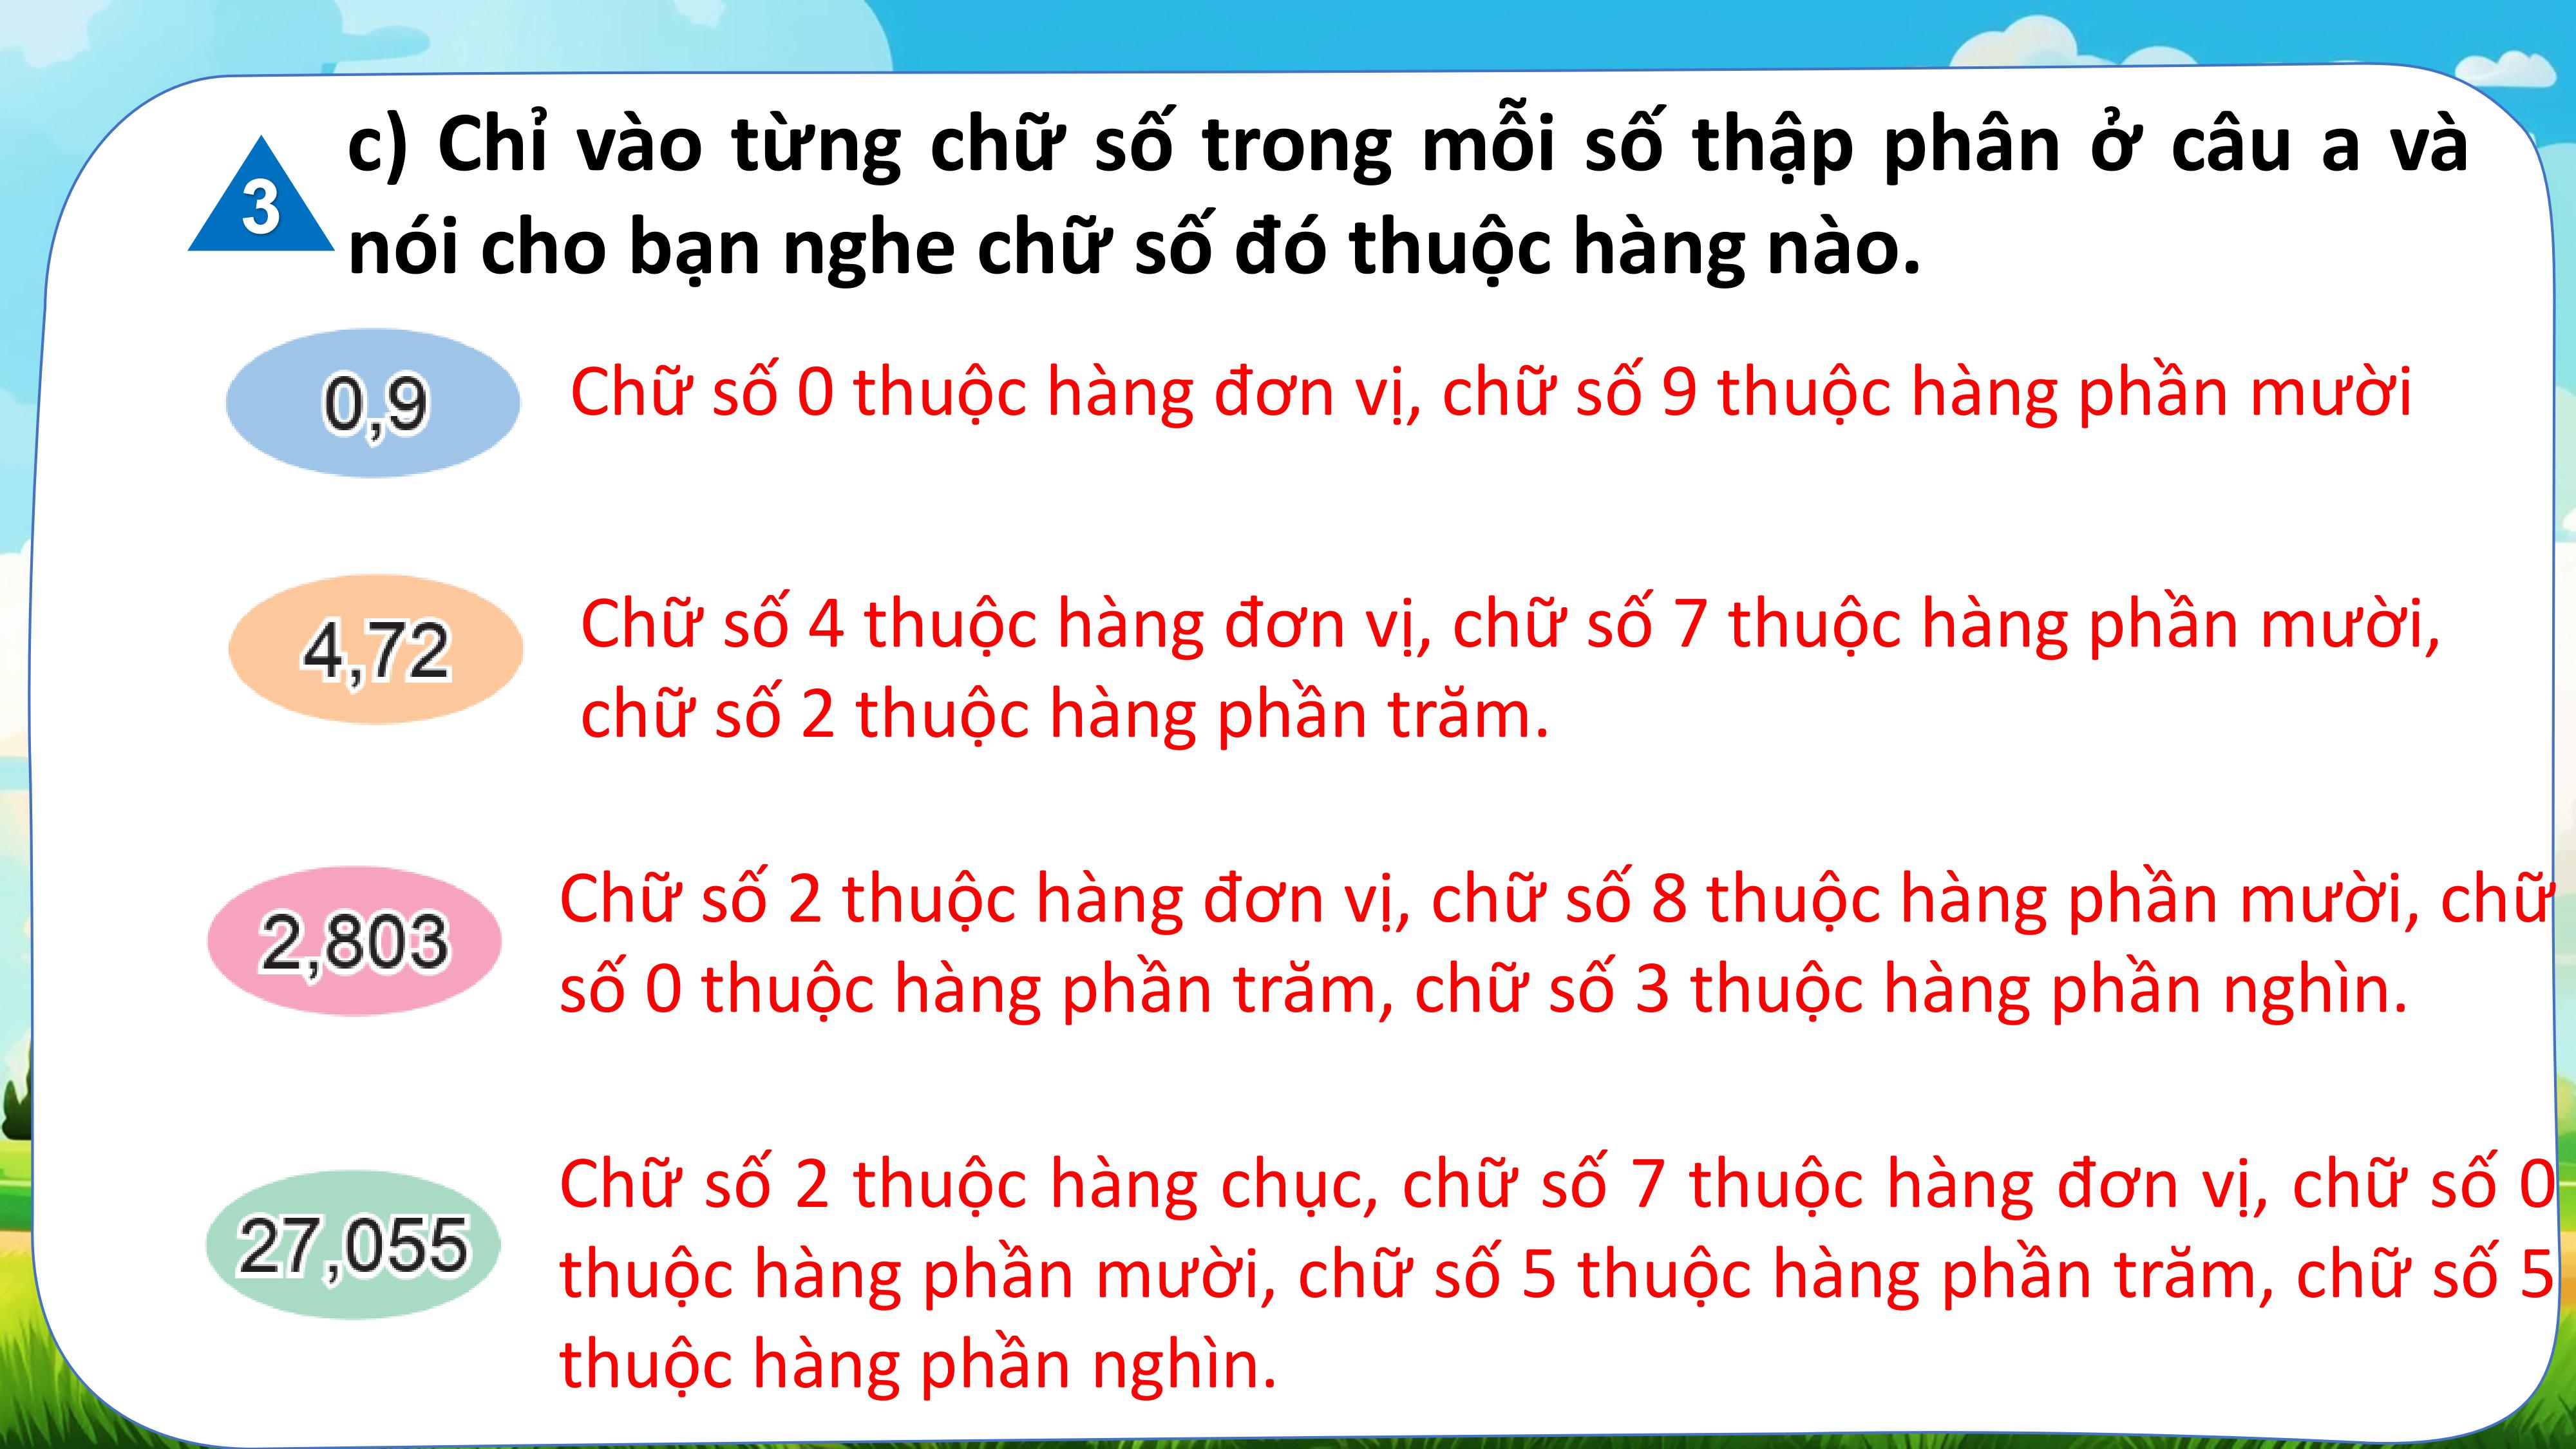 c) Chỉ vào từng chữ số trong mỗi số thập phân ở câu a và
3
nói cho bạn nghe chữ số đó thuộc hàng nào.
0,9
Chữ số 0 thuộc hàng đơn vị, chữ số 9 thuộc hàng phần mười
4,72
Chữ số 4 thuộc hàng đơn vị, chữ số 7 thuộc hàng phần mười,
chữ số 2 thuộc hàng phần trăm.
2,803
Chữ số 2 thuộc hàng đơn vị, chữ số 8 thuộc hàng phần mười, chữ
số 0 thuộc hàng phần trăm, chữ số 3 thuộc hàng phần nghìn.
27,055
Chữ số 2 thuộc hàng chục, chữ số 7 thuộc hàng đơn vị, chữ số 0
thuộc hàng phần mười, chữ số 5 thuộc hàng phần trăm, chữ số 5
thuộc hàng phần nghìn.